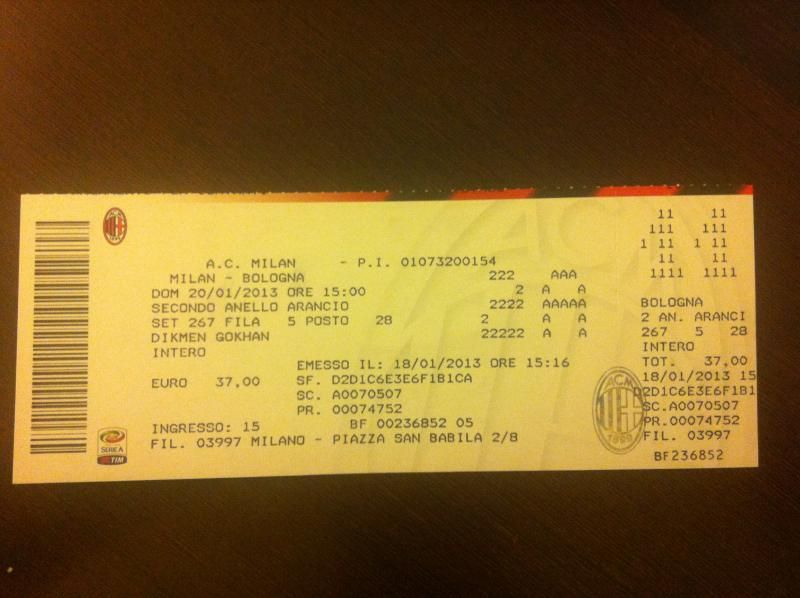 A.C. MILAN - P.I. 01073200154
MILAN - BOLOGNA
DOM 20/01/2013 ORE 15:00
SECONDO ANELLO ARANCIO
SET 267 FILA 5 POSTO 28
DIKMEN GOKHAN
INTERO
EMESSO IL: 18/01/2013 ORE 15:16
EURO 37,00 SF. D2D1C6E3E6F1B1CA
SC. A0070507
PR. 00074752
INGRESSO: 15 BF 00236852 05
FIL. 03997 MILANO - PIAZZA SAN BABILA 2/8
222 AAA
2 A A
2222 AAAAA
2 A A
22222 A A
11 11
111 111
1 11 1 11
11 11
1111 1111
BOLOGNA
2 AN. ARANCI
267 5 28
INTERO
TOT. 37,00
18/01/2013 15
D2D1C6E3E6F1B1
SC.A0070507
PR.00074752
FIL. 03997
BF236852
ACM
1899
SERIE A
TIM